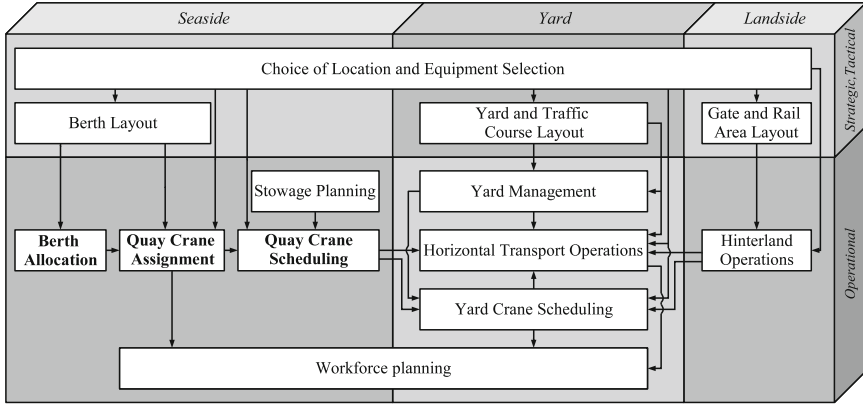 Seaside
Yard
Landside
Strategic, Tactical
Choice of Location and Equipment Selection
Berth Layout
Yard and Traffic
Course Layout
Gate and Rail
Area Layout
Stowage Planning
Yard Management
Berth
Allocation
Quay Crane
Assignment
Quay Crane
Scheduling
Horizontal Transport Operations
Hinterland
Operations
Operational
Yard Crane Scheduling
Workforce planning